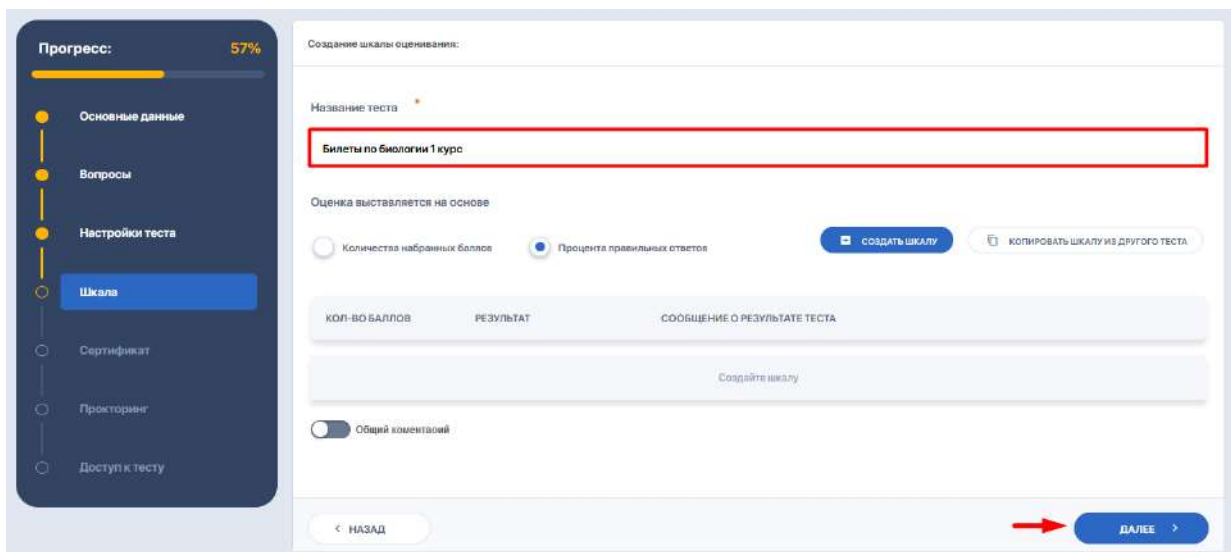 Прогресс: 57%
Основные данные
Вопросы
Настройки теста
Шкала
Сертификат
Прокторинг
Доступ к тесту
Создание шкалы оценивания:
Название теста *
Билеты по биологии 1 курс
Оценка выставляется на основе
Количества набранных баллов
Процента правильных ответов
СОЗДАТЬ ШКАЛУ
КОПИРОВАТЬ ШКАЛУ ИЗ ДРУГОГО ТЕСТА
КОЛ-ВО БАЛЛОВ РЕЗУЛЬТАТ СООБЩЕНИЕ О РЕЗУЛЬТАТЕ ТЕСТА
Создайте шкалу
Общий коментарий
< НАЗАД
ДАЛЕЕ >